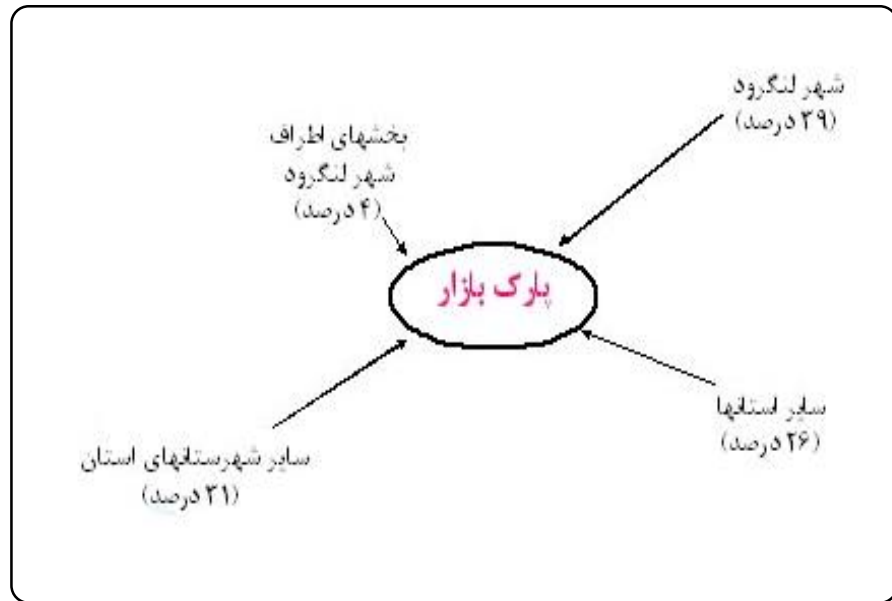 شهر لنگرود
(۳۹ درصد)
بخشهای اطراف
شهر لنگرود
(۴ درصد)
پارک بازار
سایر استانها
(۲۶ درصد)
سایر شهرستانهای استان
(۳۱ درصد)